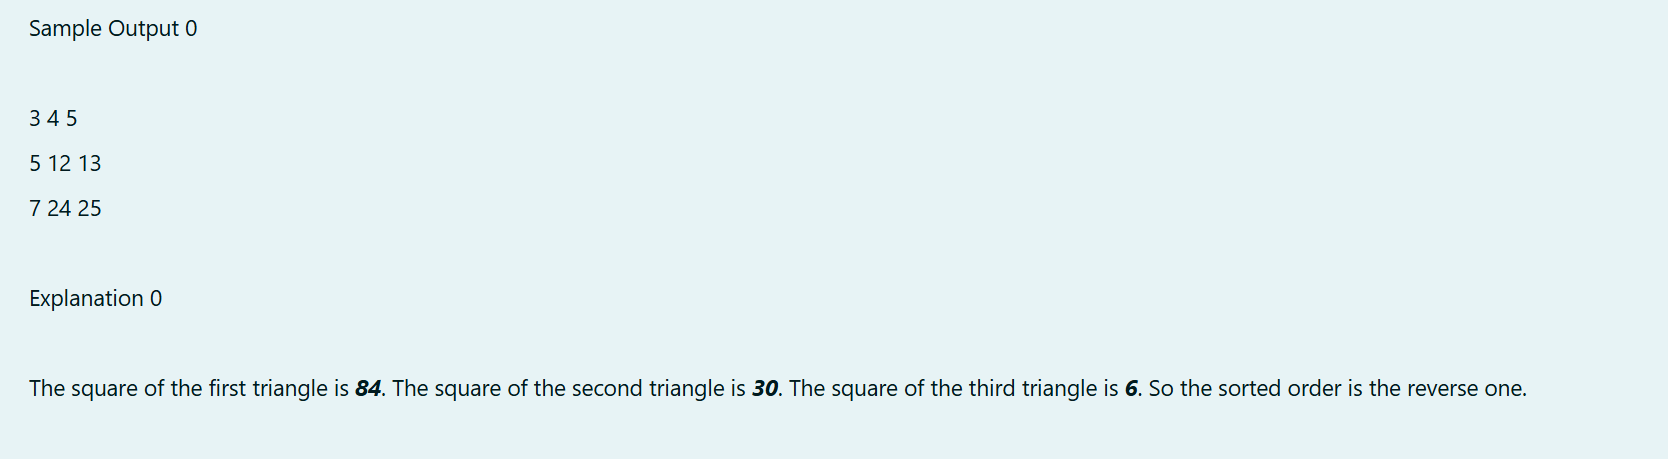 Sample Output 0
3 4 5
5 12 13
7 24 25
Explanation 0
The square of the first triangle is 84. The square of the second triangle is 30. The square of the third triangle is 6. So the sorted order is the reverse one.